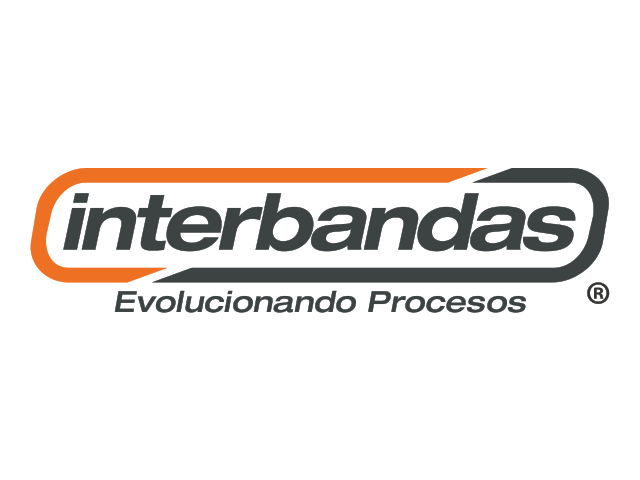 interbandas
Evolucionando Procesos
®